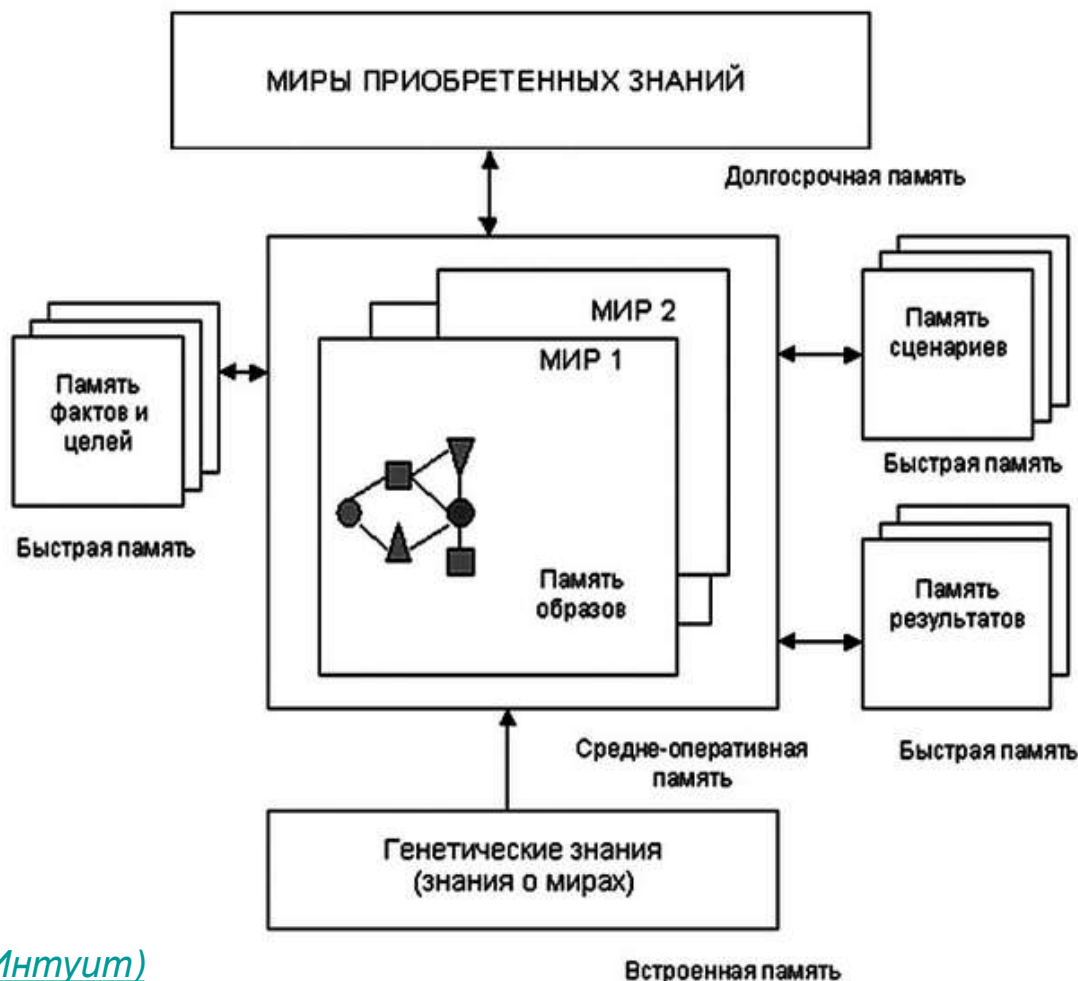 МИРЫ ПРИОБРЕТЕННЫХ ЗНАНИЙ
Долгосрочная память
МИР 2
МИР 1
Память
фактов и
целей
Быстрая память
Память
сценариев
Быстрая память
Память
образов
Память
результатов
Быстрая память
Средне-оперативная
память
Генетические знания
(знания о мирах)
Встроенная память
Интуит)